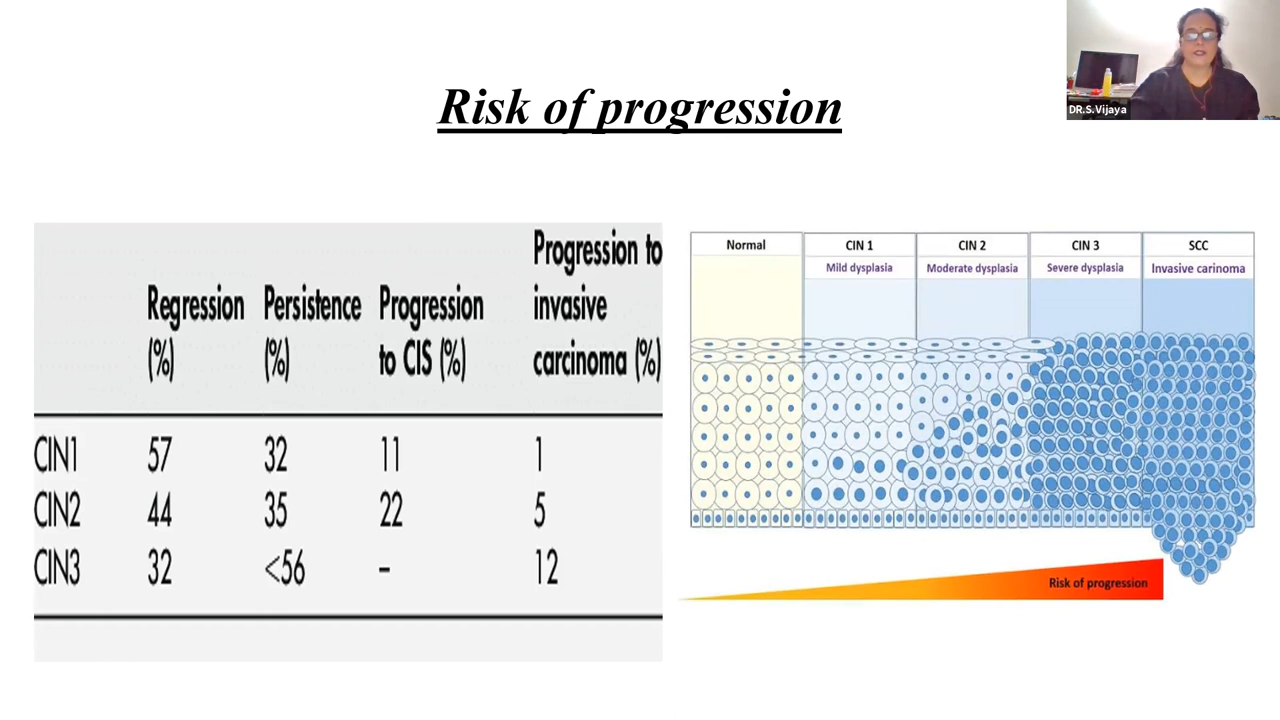 DR.S.Vijaya
Risk of progression
Progression to
Regression Persistence Progression invasive
(%) (%) to CIS (%) carcinoma (%)
CIN1 57 32 11 1
CIN2 44 35 22 5
CIN3 32 <56 – 12
Normal CIN 1 CIN 2 CIN 3 SCC
Mild dysplasia Moderate dysplasia Severe dysplasia Invasive carinoma
Risk of progression